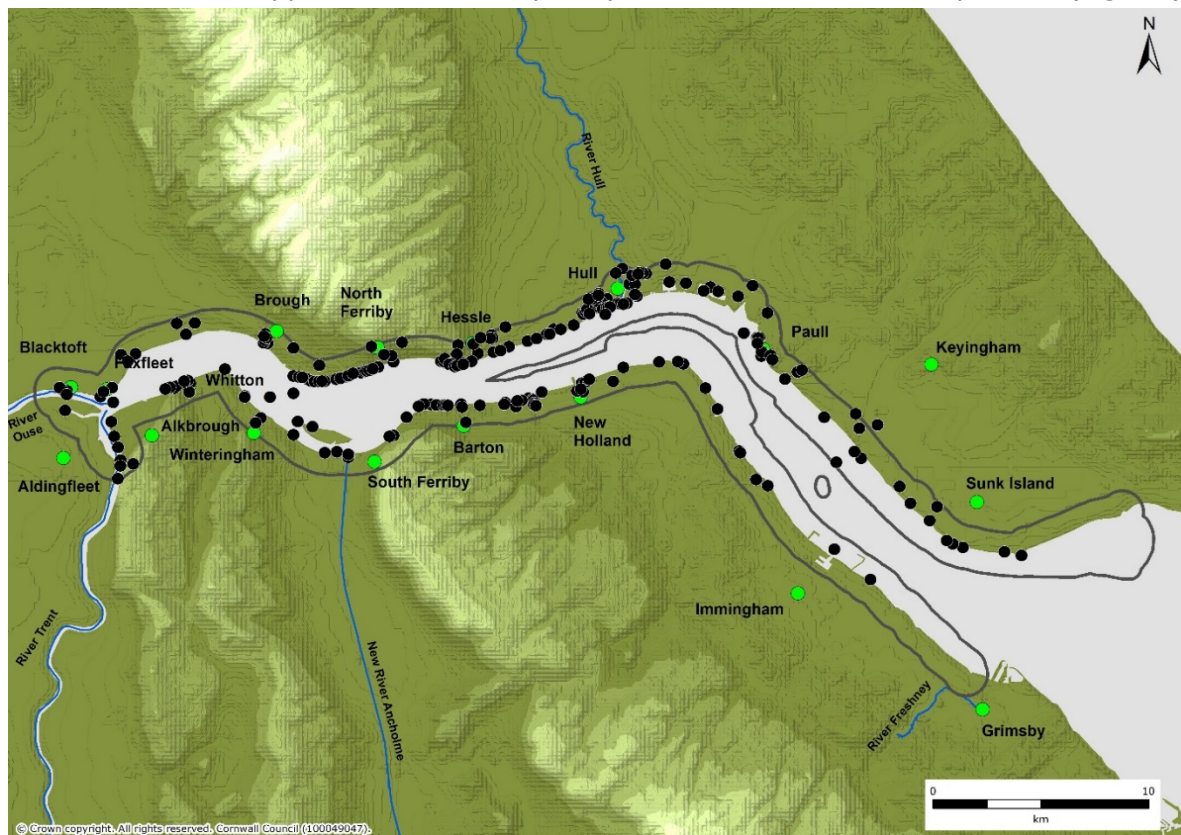 N
River Hull
Hull
Brough
North
Ferriby
Hessle
Paull
Blacktoft
Keyingham
Whitton
New
Holland
River
Ouse
Alkbrough
Winteringham
Barton
Aldingfleet
South Ferriby
Sunk Island
Immingham
River Trent
New River Ancholme
River Freshney
Grimsby
0
10
km
© Crown copyright. All rights reserved. Cornwall Council (100049047).